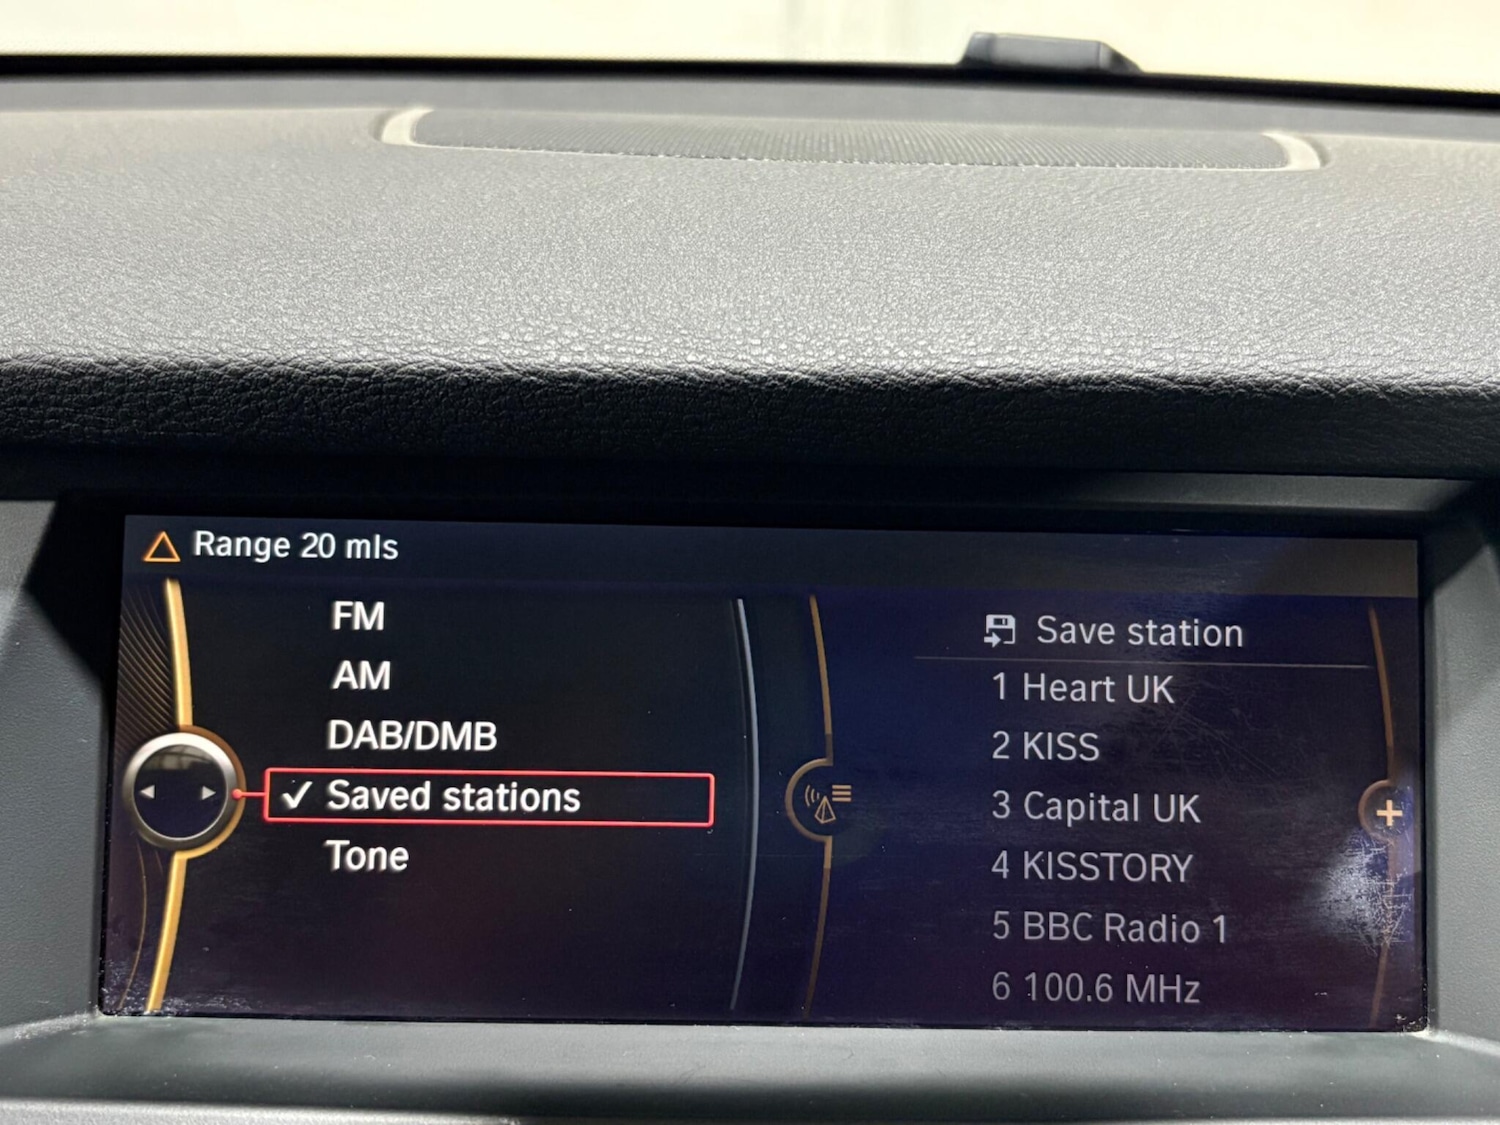 Range 20 mls
FM
AM
DAB/DMB
Saved stations
Tone
Save station
1 Heart UK
2 KISS
3 Capital UK
4 KISSTORY
5 BBC Radio 1
6 100.6 MHz